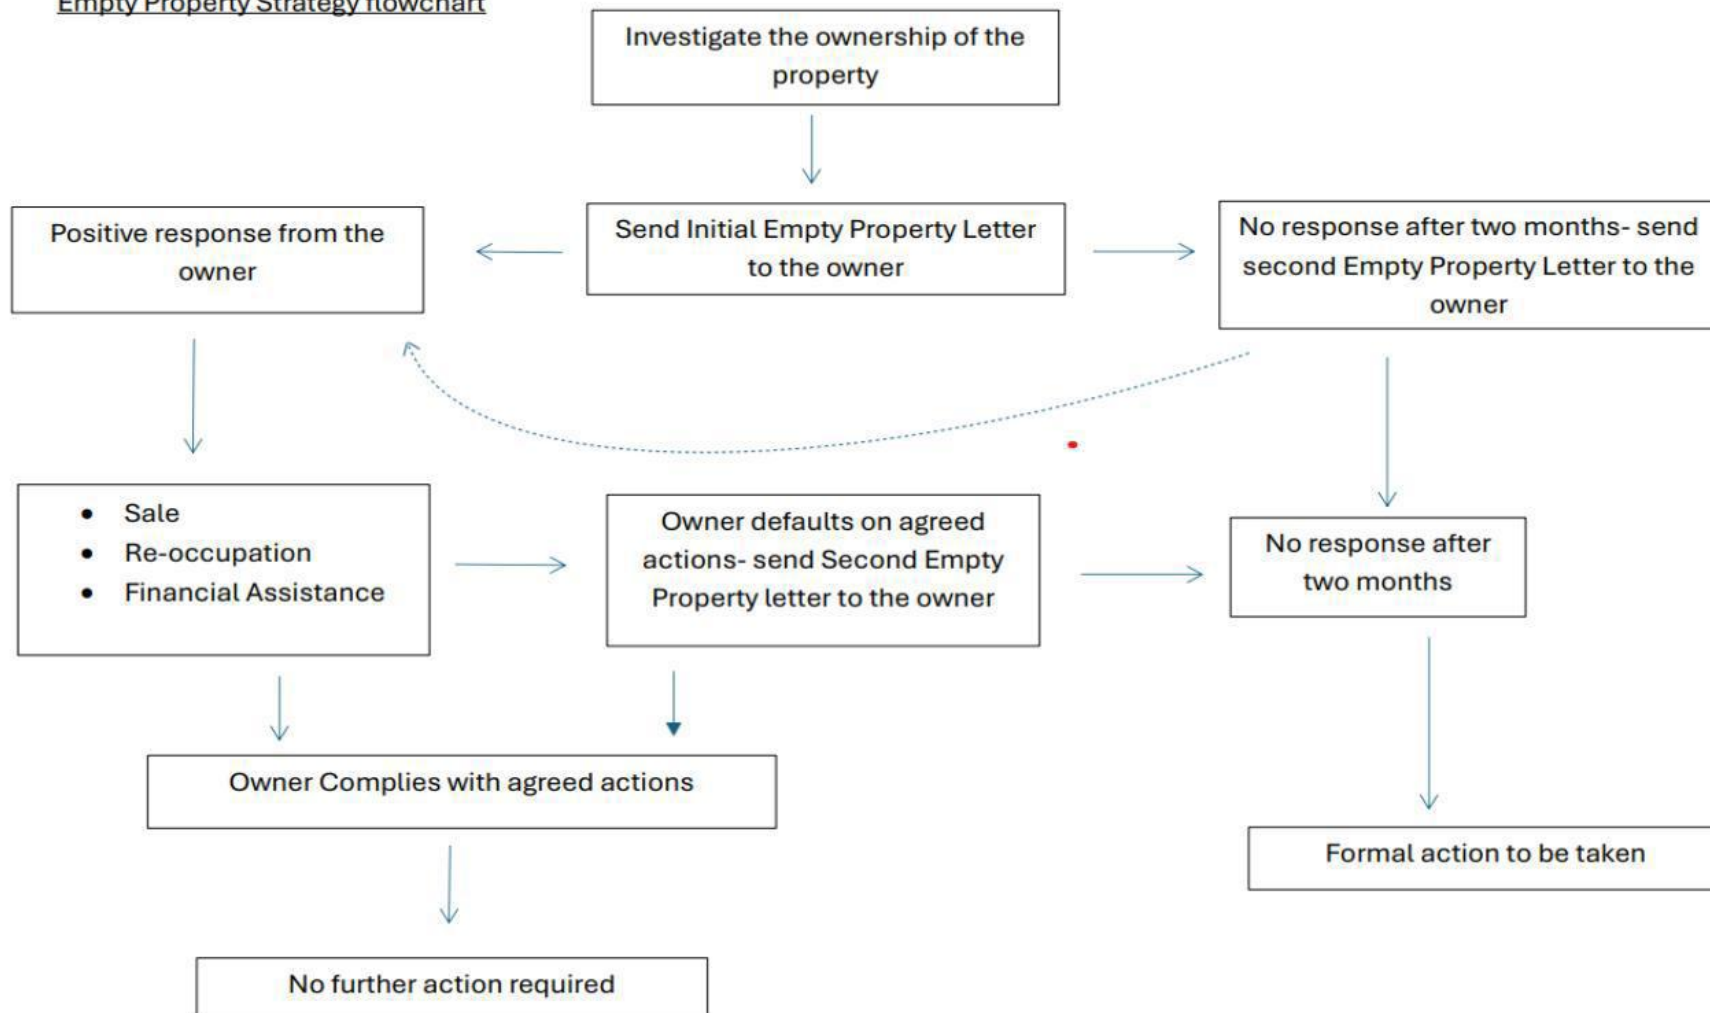 Empty Property Strategy flowchart
Investigate the ownership of the
property
Positive response from the
owner
Send Initial Empty Property Letter
to the owner
No response after two months- send
second Empty Property Letter to the
owner
• Sale
• Re-occupation
• Financial Assistance
Owner defaults on agreed
actions- send Second Empty
Property letter to the owner
No response after
two months
Owner Complies with agreed actions
Formal action to be taken
No further action required